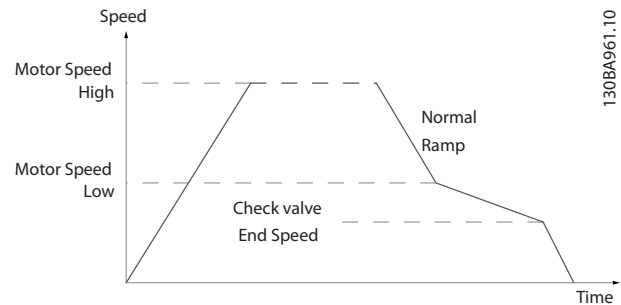 Speed
130BA961.10
Motor Speed
High
Normal
Ramp
Motor Speed
Low
Check valve
End Speed
Time